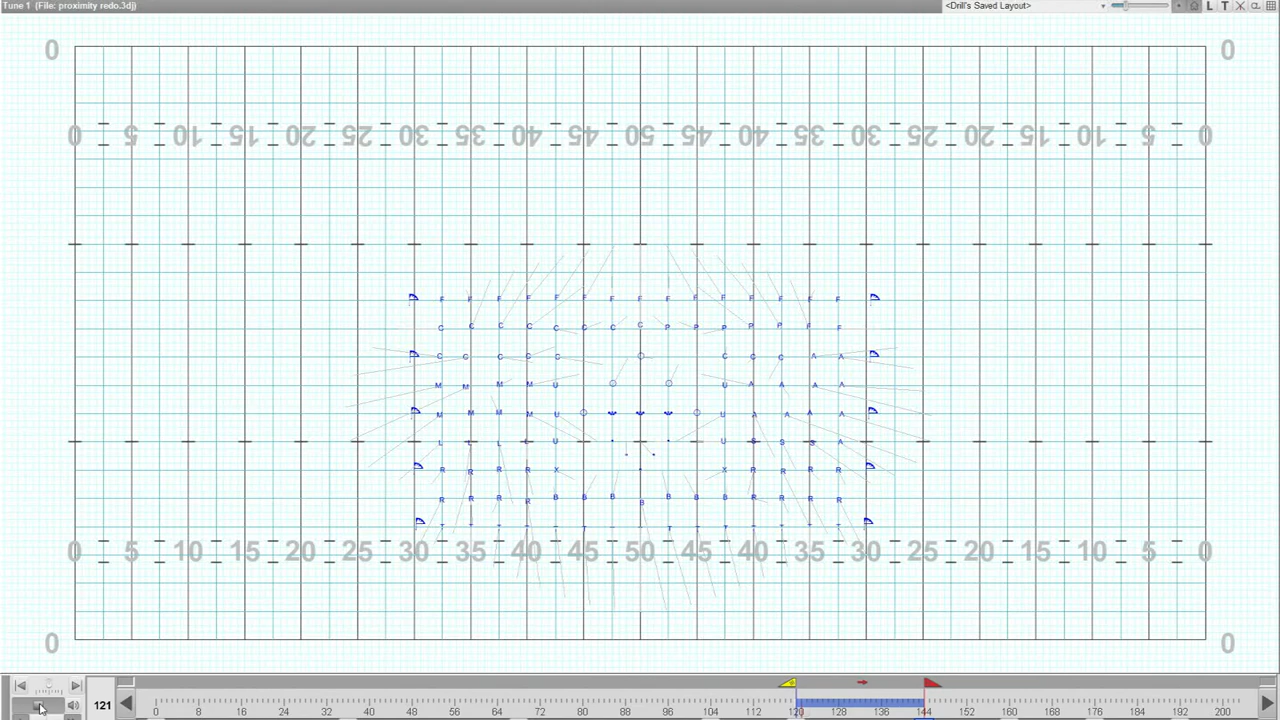 Tune 1 (File: proximity redo.3dj)
<Drill's Saved Layout>
L T
0 0
0 5 10 15 20 25 30 35 40 45 50 45 40 35 30 25 20 15 10 5 0
F F F F F F F F F F F F F F F
C C C C C C C C P P P P P F F
C C C C C C C C A A
M M M M U U A A A A
M M M M U U A A A A
L L L L U U S S S A
R R R R X X R R R R
R R R R B B B B B B B R R R R
T T T T T T T T T T T T T T T
0 5 10 15 20 25 30 35 40 45 50 45 40 35 30 25 20 15 10 5 0
0 0
121
0 8 16 24 32 40 48 56 64 72 80 88 96 104 112 120 128 136 144 152 160 168 176 184 192 200